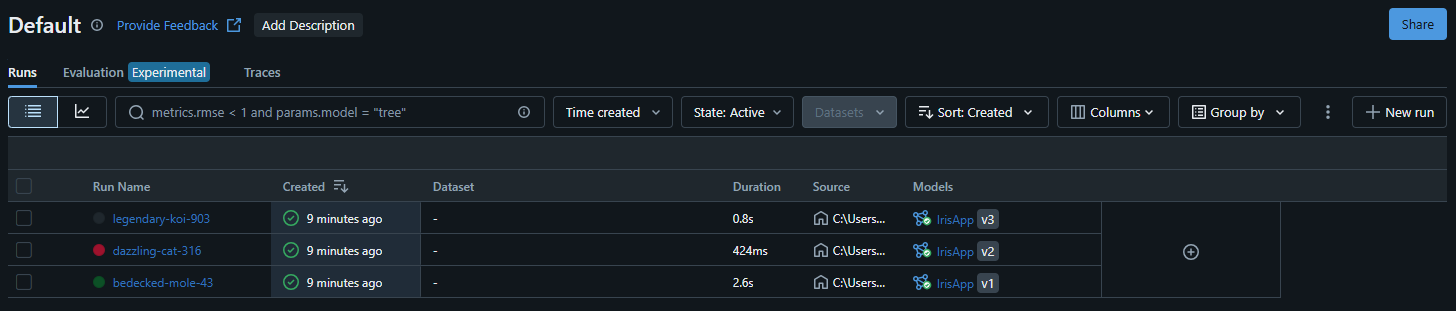 Default Provide Feedback Add Description Share
Runs Evaluation Experimental Traces
metrics.rmse < 1 and params.model = "tree" Time created State: Active Datasets Sort: Created Columns Group by New run
Run Name Created Dataset Duration Source Models
legendary-koi-903 9 minutes ago - 0.8s C:\Users... IrisApp v3
dazzling-cat-316 9 minutes ago - 424ms C:\Users... IrisApp v2
bedecked-mole-43 9 minutes ago - 2.6s C:\Users... IrisApp v1